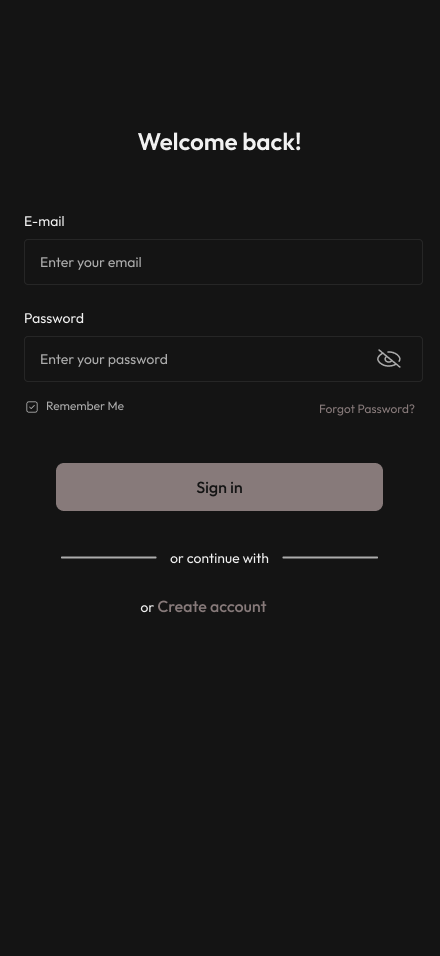 Welcome back!
E-mail
Enter your email
Password
Enter your password
Remember Me
Forgot Password?
Sign in
or continue with
or Create account